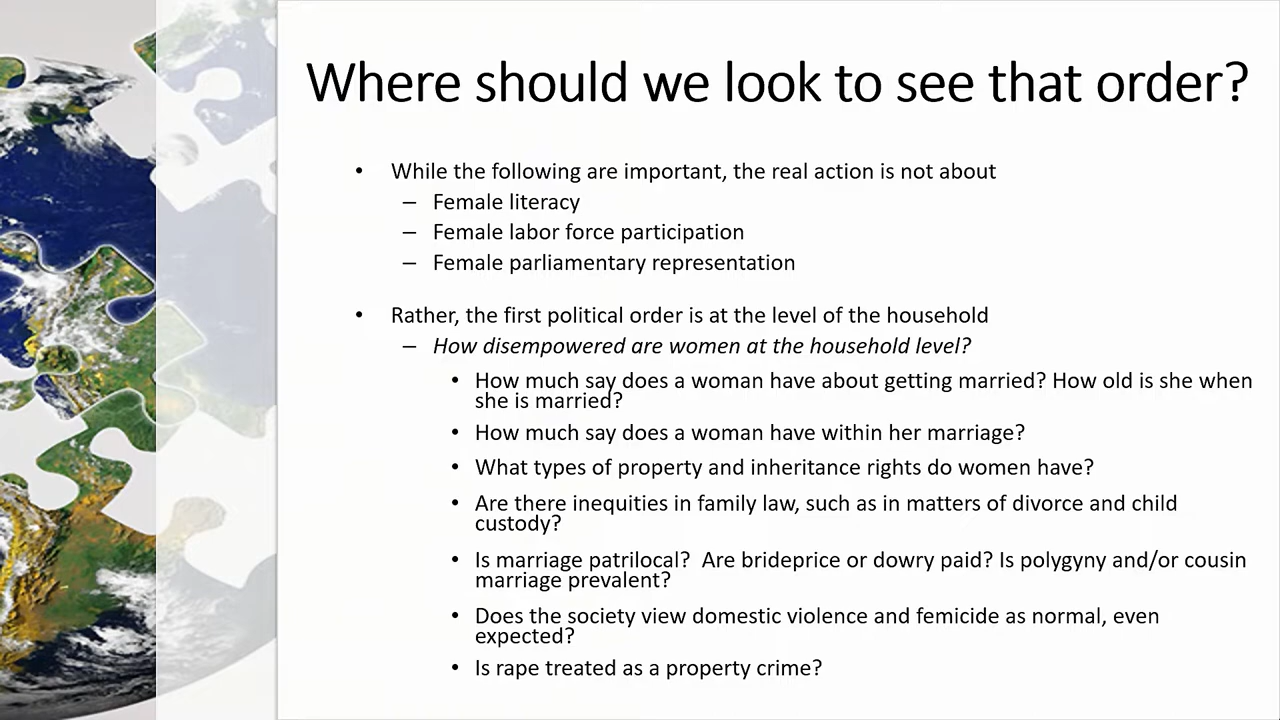 Where should we look to see that order?
• While the following are important, the real action is not about
– Female literacy
– Female labor force participation
– Female parliamentary representation
• Rather, the first political order is at the level of the household
– How disempowered are women at the household level?
• How much say does a woman have about getting married? How old is she when
she is married?
• How much say does a woman have within her marriage?
• What types of property and inheritance rights do women have?
• Are there inequities in family law, such as in matters of divorce and child
custody?
• Is marriage patrilocal?  Are brideprice or dowry paid? Is polygyny and/or cousin
marriage prevalent?
• Does the society view domestic violence and femicide as normal, even
expected?
• Is rape treated as a property crime?